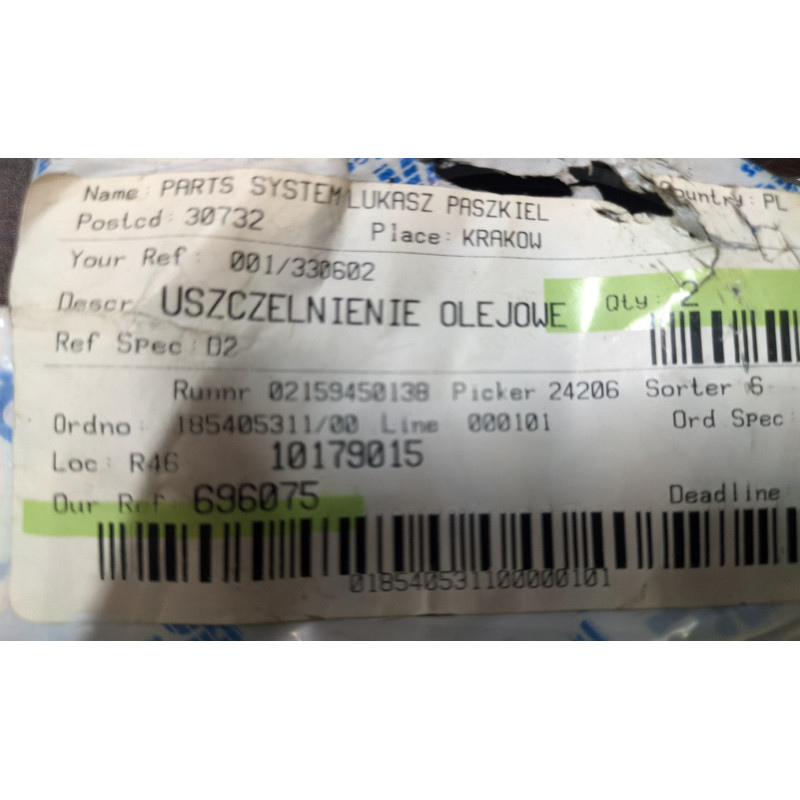 Name: PARTS SYSTEM LUKASZ PASZKIEL Country: PL
Postcd: 30732 Place: KRAKOW
Your Ref: 001/330602
Descr USZCZELNIENIE OLEJOWE Qty: 2
Ref Spec: D2
Runnr 02159450138 Picker 24206 Sorter 6
Ordno: 185405311/00 Line 000101 Ord Spec:
Loc: R46 10179015
Our Ref 696075 Deadline
018540531100000101